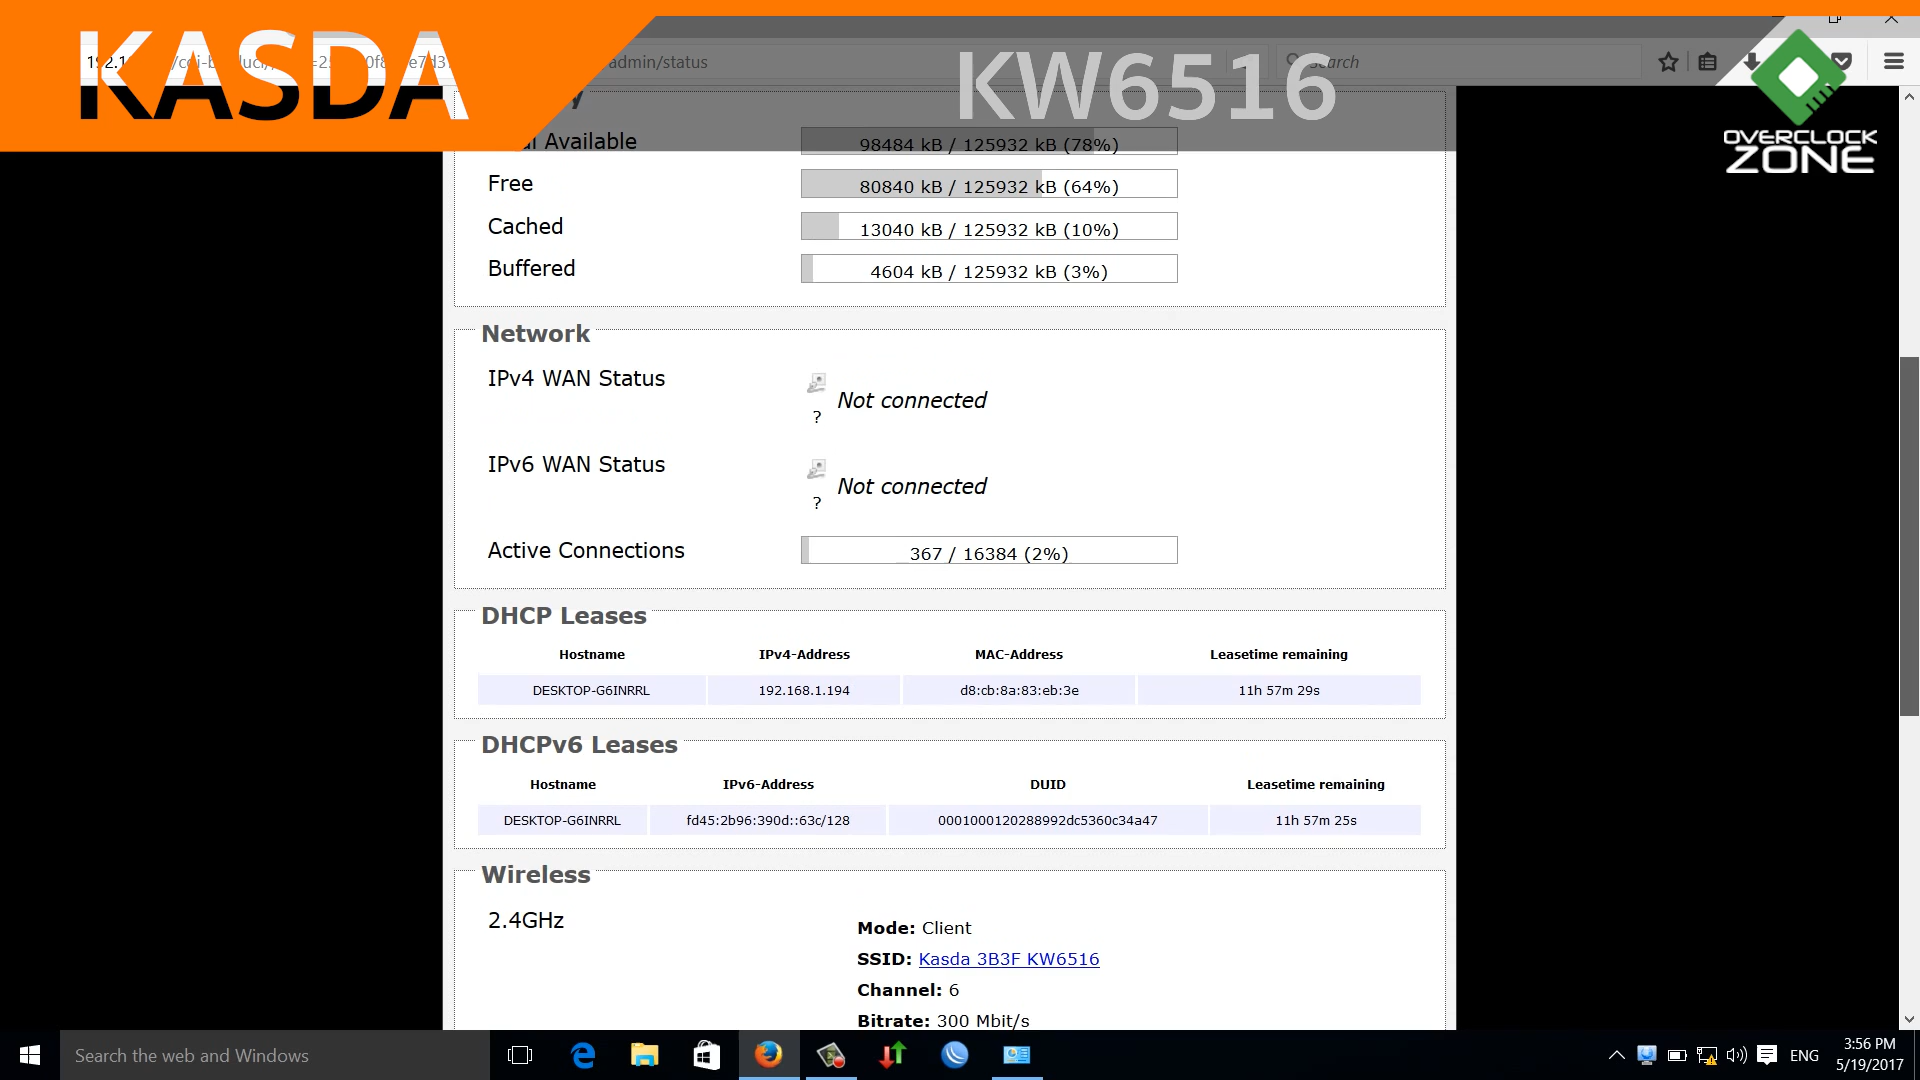 KASDA
KW6516
OVERCLOCK
ZONE
admin/status
Search
Available
98484 kB / 125932 kB (78%)
Free
80840 kB / 125932 kB (64%)
Cached
13040 kB / 125932 kB (10%)
Buffered
4604 kB / 125932 kB (3%)
Network
IPv4 WAN Status
?
Not connected
IPv6 WAN Status
?
Not connected
Active Connections
367 / 16384 (2%)
DHCP Leases
Hostname IPv4-Address MAC-Address Leasetime remaining
DESKTOP-G6INRRL 192.168.1.194 d8:cb:8a:83:eb:3e 11h 57m 29s
DHCPv6 Leases
Hostname IPv6-Address DUID Leasetime remaining
DESKTOP-G6INRRL fd45:2b96:390d::63c/128 0001000120288992dc5360c34a47 11h 57m 25s
Wireless
2.4GHz
Mode: Client
SSID: Kasda 3B3F KW6516
Channel: 6
Bitrate: 300 Mbit/s
Search the web and Windows
ENG
3:56 PM
5/19/2017